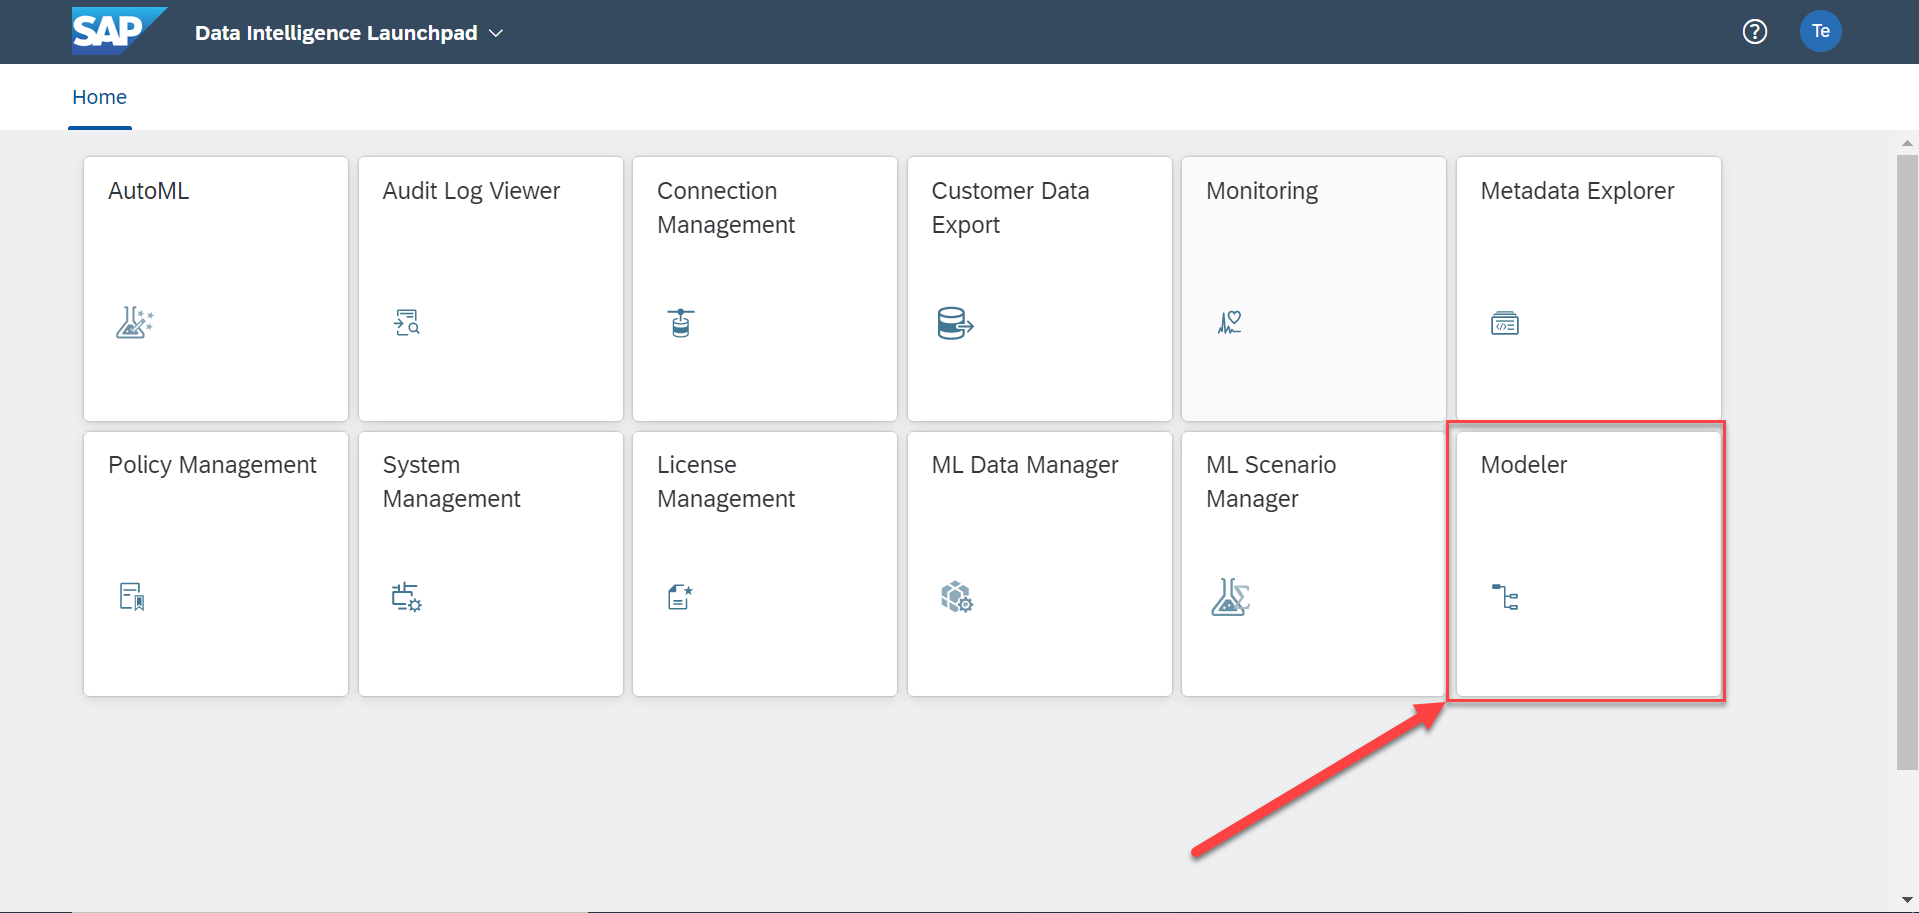 SAP
Data Intelligence Launchpad
?
Te
Home
AutoML
Audit Log Viewer
Connection
Management
Customer Data
Export
Monitoring
Metadata Explorer
Policy Management
System
Management
License
Management
ML Data Manager
ML Scenario
Manager
Modeler